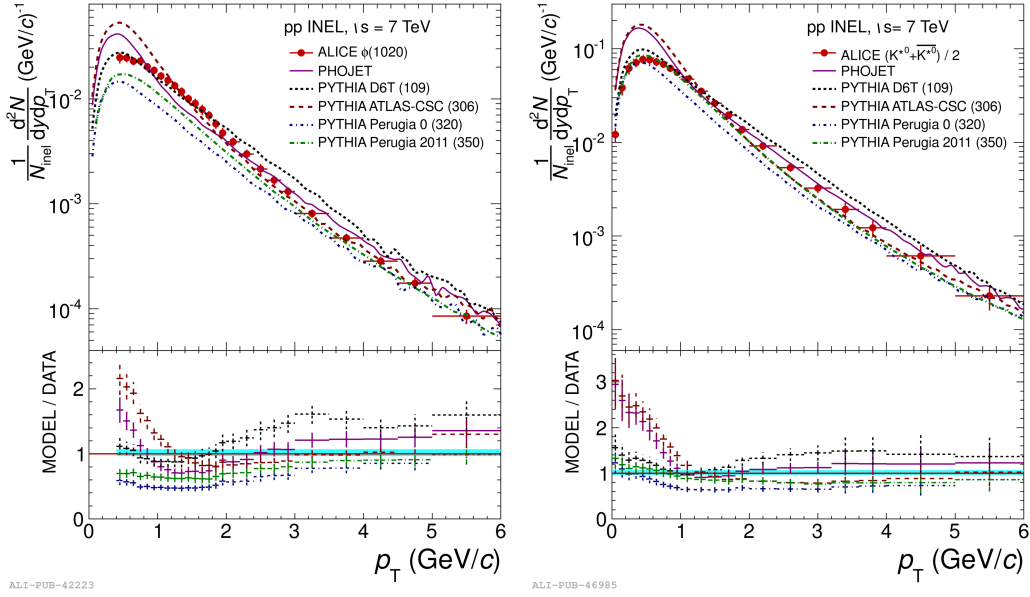 pp INEL, √s = 7 TeV
ALICE ϕ(1020)
PHOJET
PYTHIA D6T (109)
PYTHIA ATLAS-CSC (306)
PYTHIA Perugia 0 (320)
PYTHIA Perugia 2011 (350)
1/N_inel d²N/dydp_T (GeV/c)⁻¹
10⁻²
10⁻³
10⁻⁴
MODEL / DATA
2
1
0
0 1 2 3 4 5 6
p_T (GeV/c)
ALI-PUB-42223
pp INEL, √s= 7 TeV
ALICE (K*⁰+K̅*̅⁰) / 2
PHOJET
PYTHIA D6T (109)
PYTHIA ATLAS-CSC (306)
PYTHIA Perugia 0 (320)
PYTHIA Perugia 2011 (350)
1/N_inel d²N/dydp_T (GeV/c)⁻¹
10⁻¹
10⁻²
10⁻³
10⁻⁴
MODEL / DATA
3
2
1
0
0 1 2 3 4 5 6
p_T (GeV/c)
ALI-PUB-46985